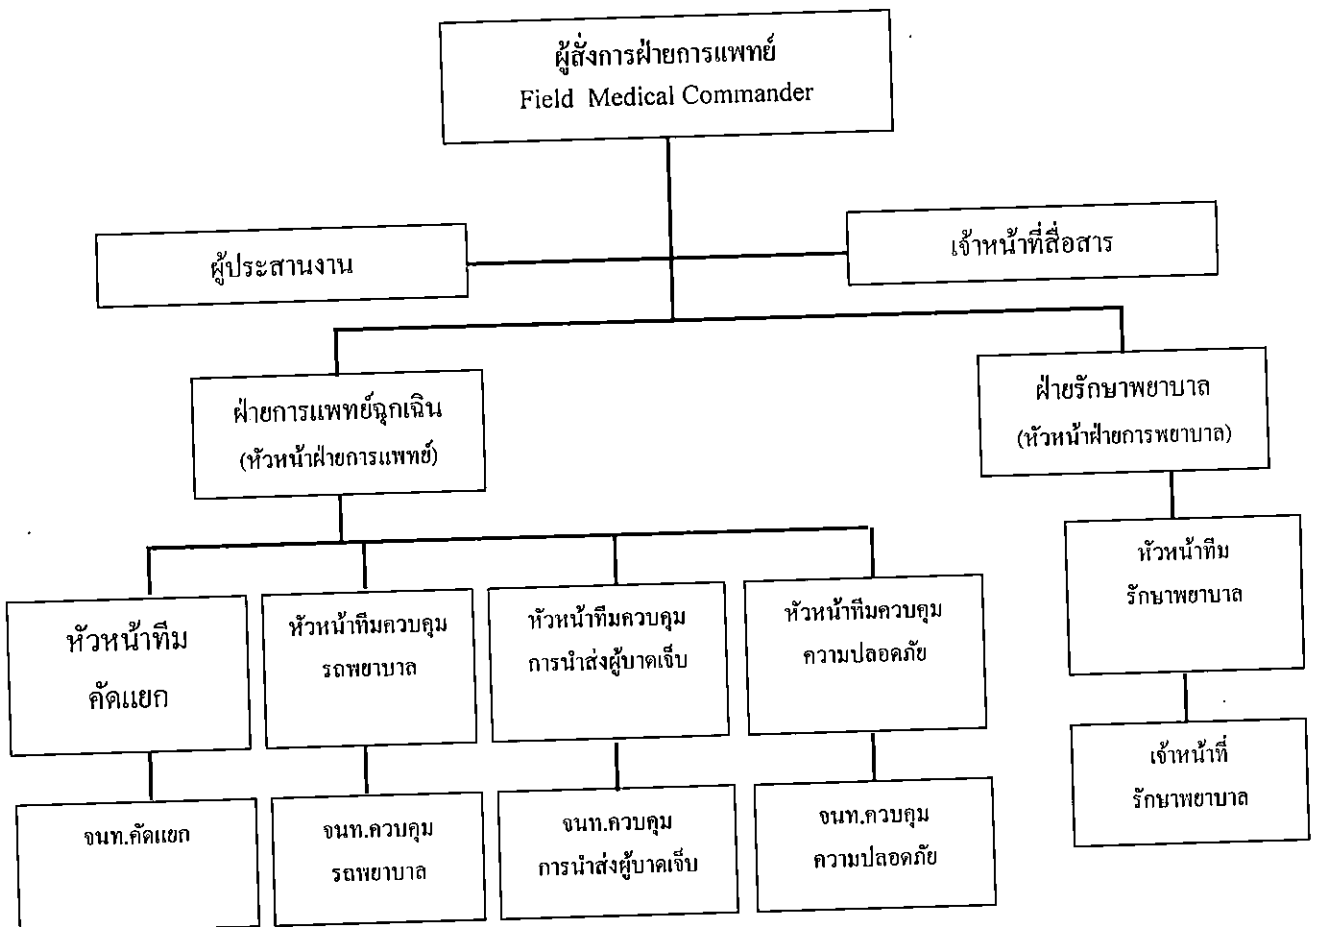 ผู้สั่งการฝ่ายการแพทย์
Field Medical Commander
ผู้ประสานงาน
เจ้าหน้าที่สื่อสาร
ฝ่ายการแพทย์ฉุกเฉิน
(หัวหน้าฝ่ายการแพทย์)
ฝ่ายรักษาพยาบาล
(หัวหน้าฝ่ายการพยาบาล)
หัวหน้าทีม
คัดแยก
หัวหน้าทีมควบคุม
รถพยาบาล
หัวหน้าทีมควบคุม
การนำส่งผู้บาดเจ็บ
หัวหน้าทีมควบคุม
ความปลอดภัย
หัวหน้าทีม
รักษาพยาบาล
จนท.คัดแยก
จนท.ควบคุม
รถพยาบาล
จนท.ควบคุม
การนำส่งผู้บาดเจ็บ
จนท.ควบคุม
ความปลอดภัย
เจ้าหน้าที่
รักษาพยาบาล